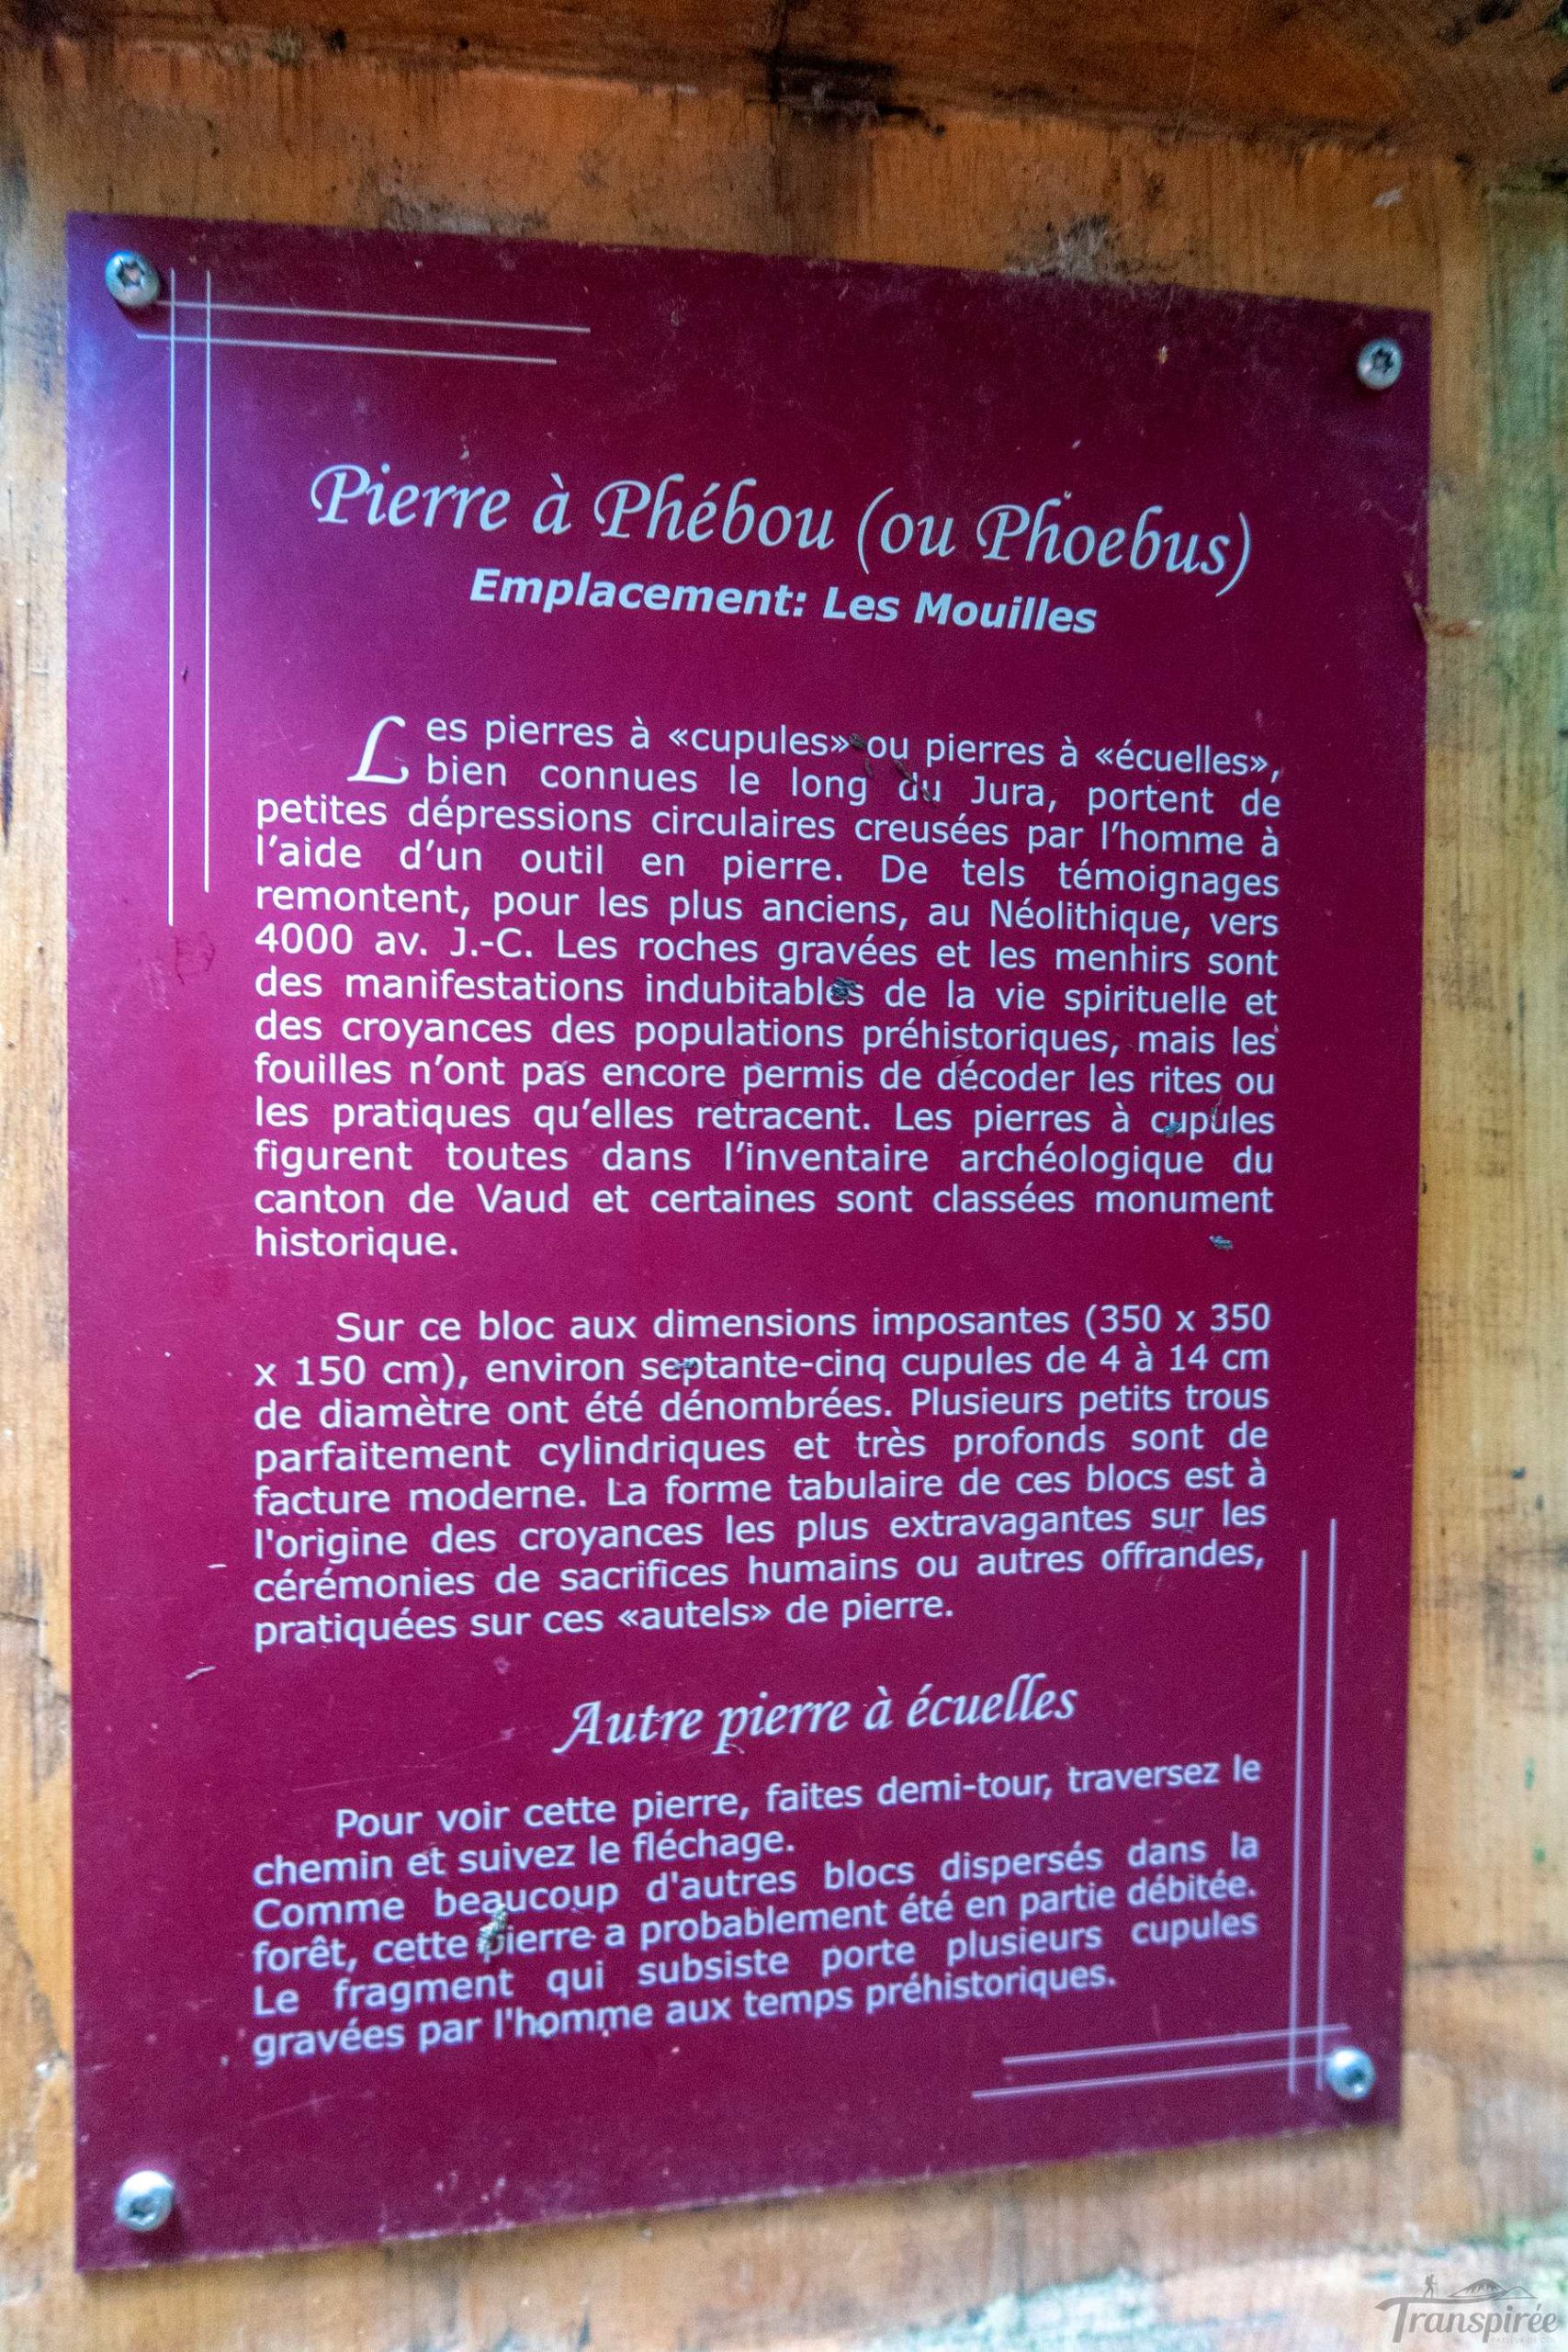 Pierre à Phébou (ou Phoebus)
Emplacement: Les Mouilles
Les pierres à «cupules» ou pierres à «écuelles»,
bien connues le long du Jura, portent de
petites dépressions circulaires creusées par l’homme à
l’aide d’un outil en pierre. De tels témoignages
remontent, pour les plus anciens, au Néolithique, vers
4000 av. J.-C. Les roches gravées et les menhirs sont
des manifestations indubitables de la vie spirituelle et
des croyances des populations préhistoriques, mais les
fouilles n’ont pas encore permis de décoder les rites ou
les pratiques qu’elles retracent. Les pierres à cupules
figurent toutes dans l’inventaire archéologique du
canton de Vaud et certaines sont classées monument
historique.
Sur ce bloc aux dimensions imposantes (350 x 350
x 150 cm), environ septante-cinq cupules de 4 à 14 cm
de diamètre ont été dénombrées. Plusieurs petits trous
parfaitement cylindriques et très profonds sont de
facture moderne. La forme tabulaire de ces blocs est à
l'origine des croyances les plus extravagantes sur les
cérémonies de sacrifices humains ou autres offrandes,
pratiquées sur ces «autels» de pierre.
Autre pierre à écuelles
Pour voir cette pierre, faites demi-tour, traversez le
chemin et suivez le fléchage.
Comme beaucoup d'autres blocs dispersés dans la
forêt, cette pierre a probablement été en partie débitée.
Le fragment qui subsiste porte plusieurs cupules
gravées par l'homme aux temps préhistoriques.
Transpirée